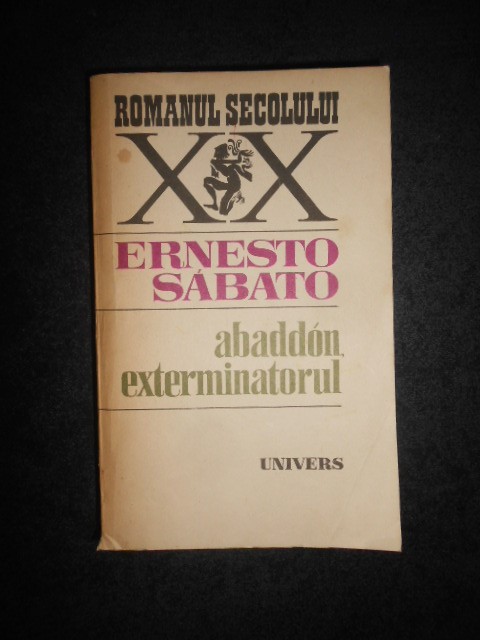 ROMANUL SECOLULUI
XX
ERNESTO
SÁBATO
abaddón,
exterminatorul
UNIVERS